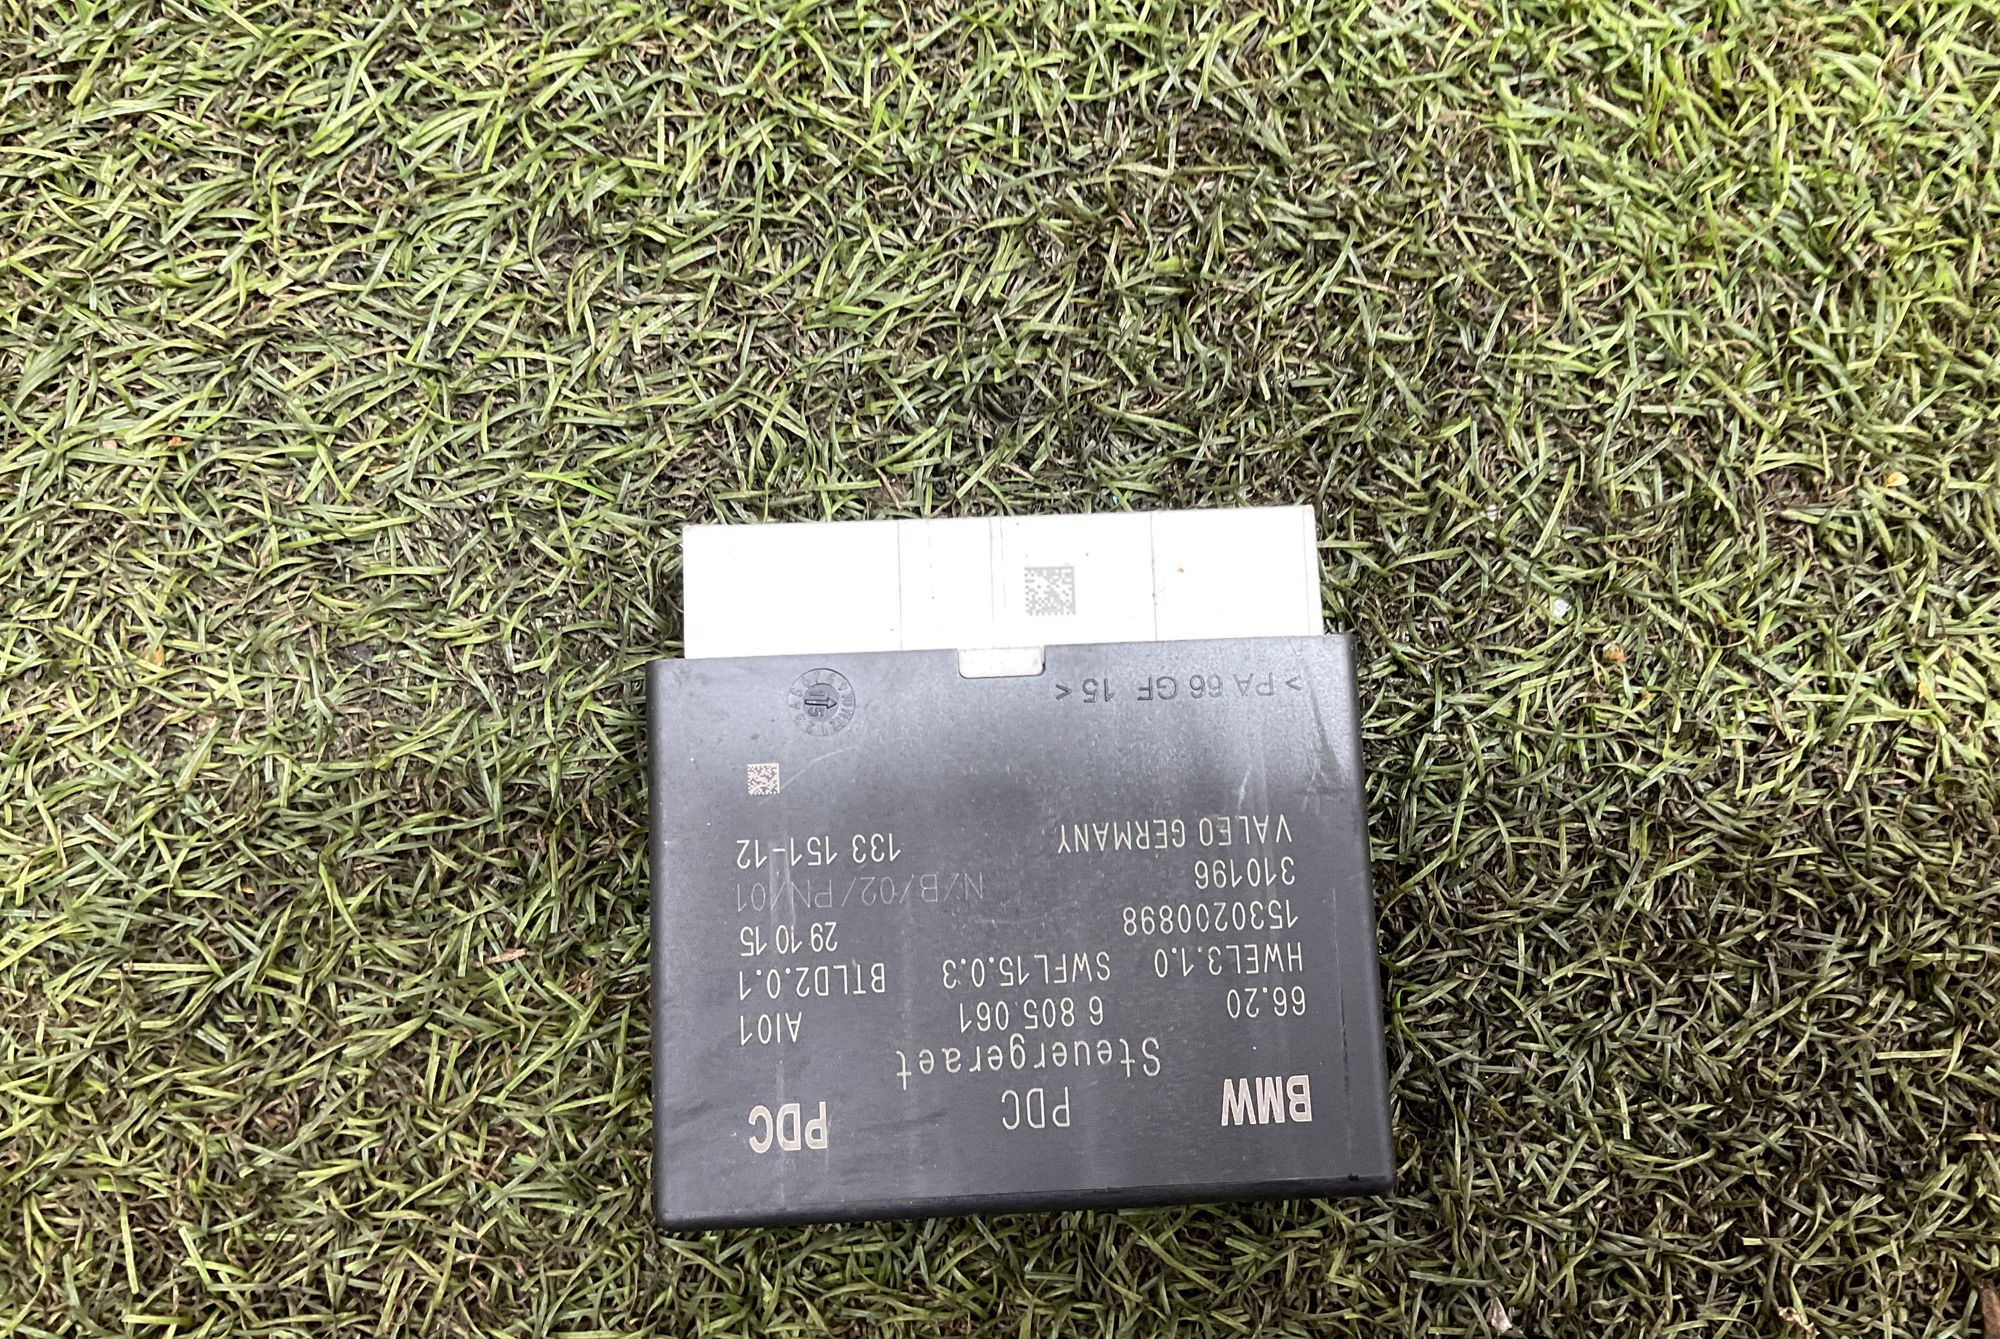 BMW PDC PDC
Steuergeraet
66.20 6 805 061 AI01
HWEL3.1.0 SWFL15.0.3 BTLD2.0.1
1530200898 29 10 15
310196 N/B/02/PN/01
VALEO GERMANY 133 151-12
>PA 66 GF 15<